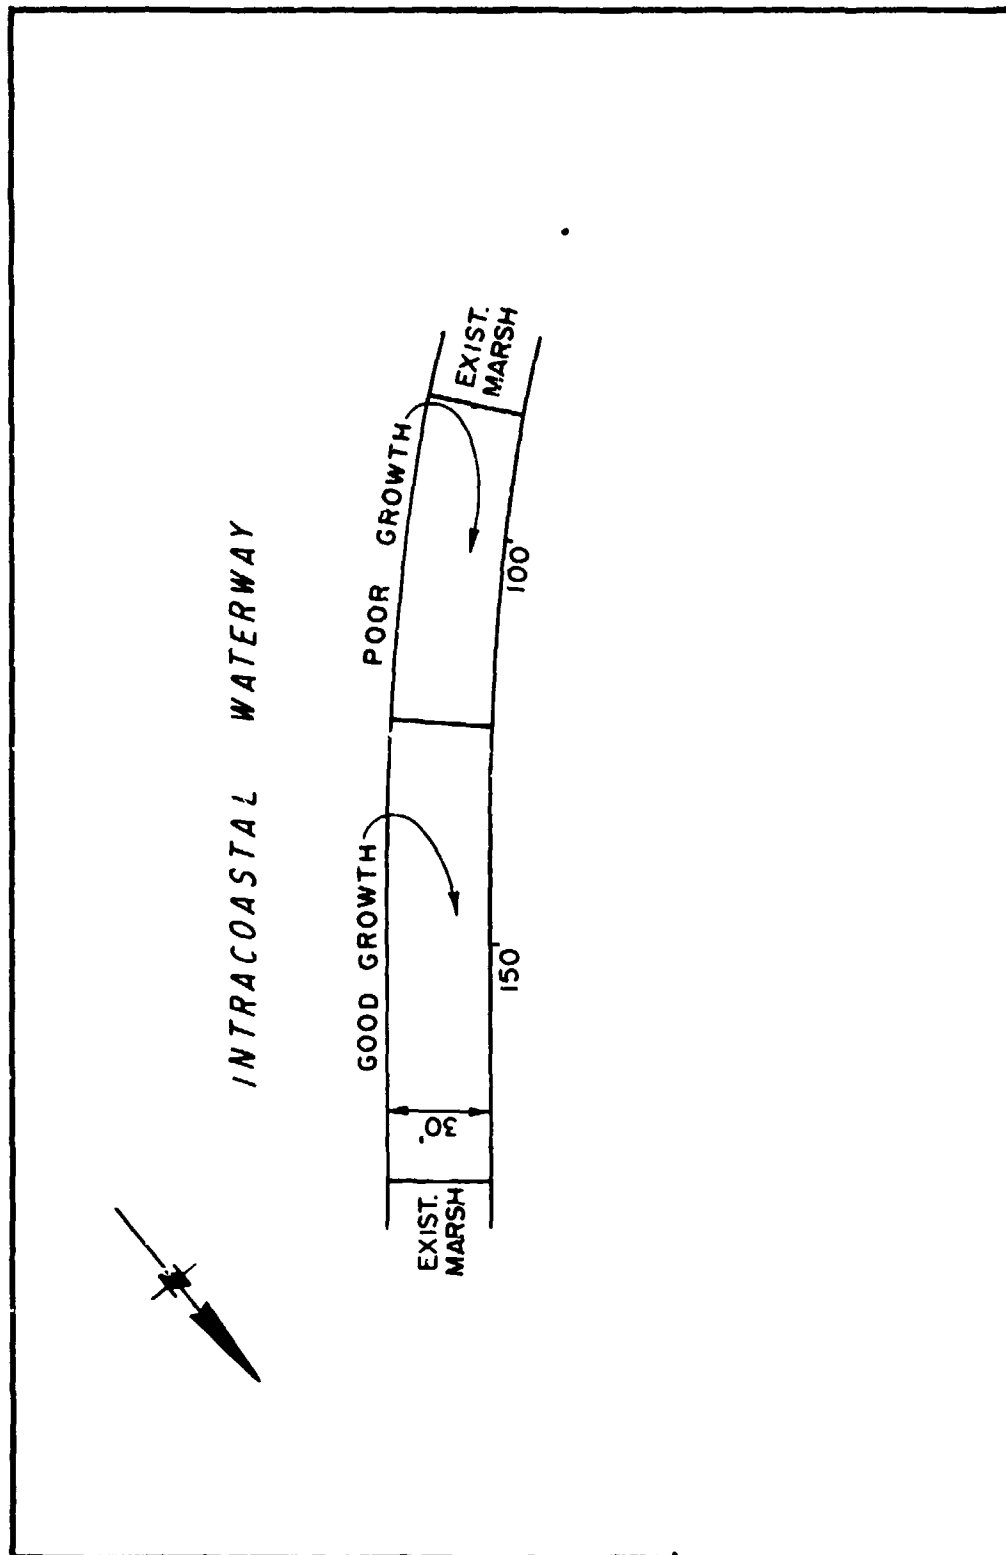 INTRACOASTAL WATERWAY
GOOD GROWTH
POOR GROWTH
EXIST.
MARSH
30'
150'
100'
EXIST.
MARSH